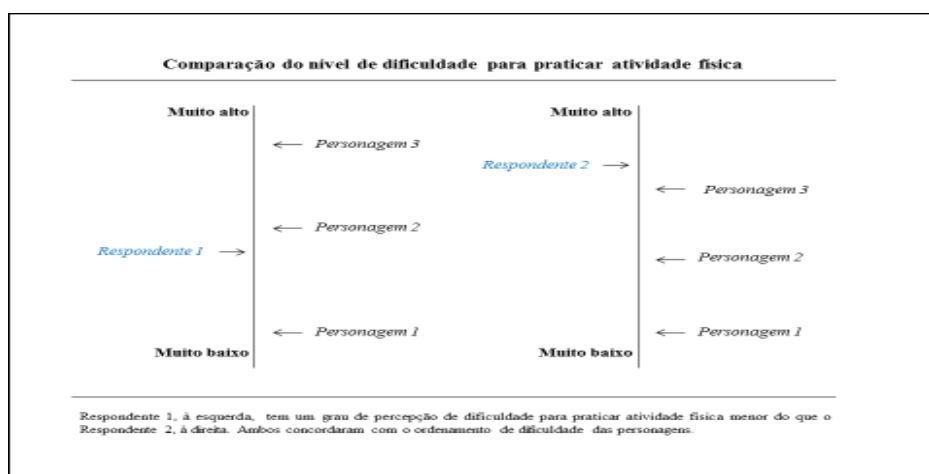 Comparação do nível de dificuldade para praticar atividade física
Muito alto
Personagem 3
Personagem 2
Respondente 1
Personagem 1
Muito baixo
Muito alto
Respondente 2
Personagem 3
Personagem 2
Personagem 1
Muito baixo
Respondente 1, à esquerda, tem um grau de percepção de dificuldade para praticar atividade física menor do que o
Respondente 2, à direita. Ambos concordaram com o ordenamento de dificuldade das personagens.